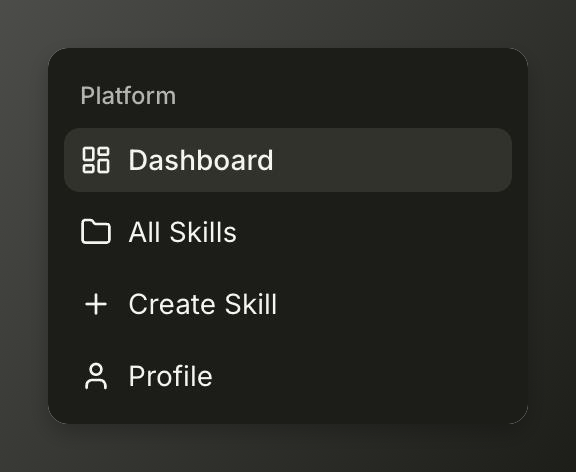 Platform
Dashboard
All Skills
Create Skill
Profile